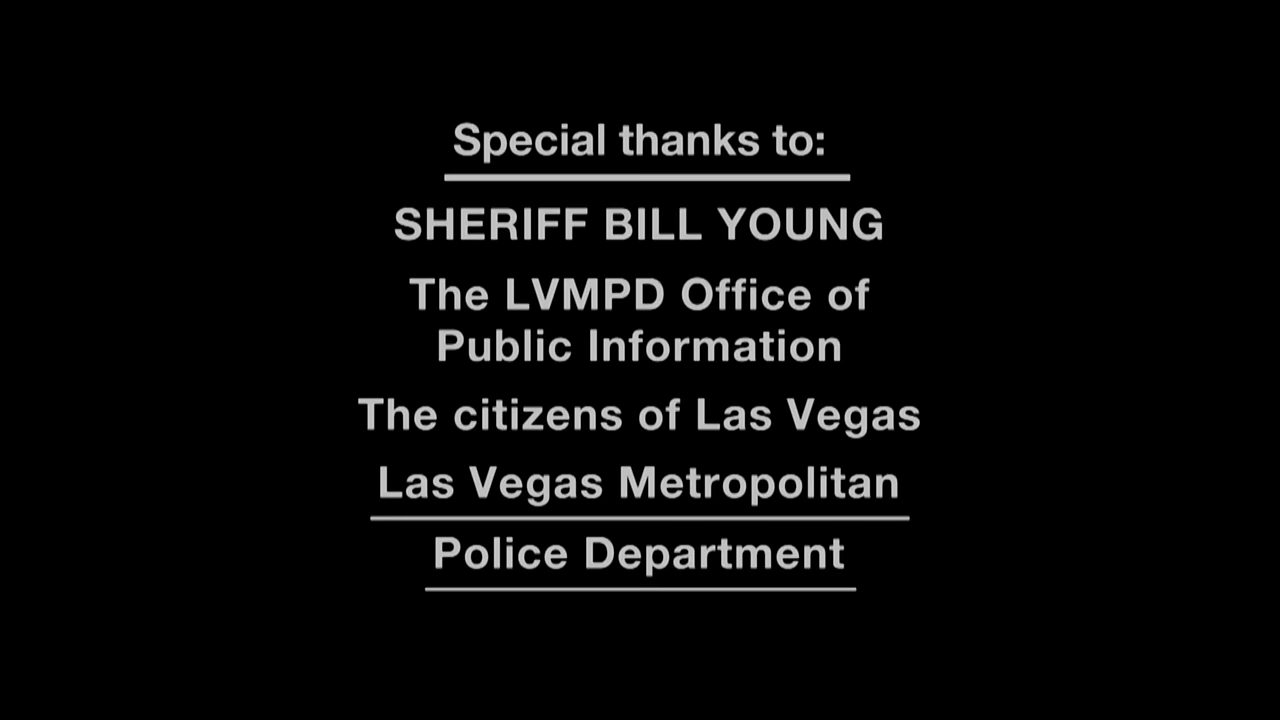 Special thanks to:
SHERIFF BILL YOUNG
The LVMPD Office of
Public Information
The citizens of Las Vegas
Las Vegas Metropolitan
Police Department